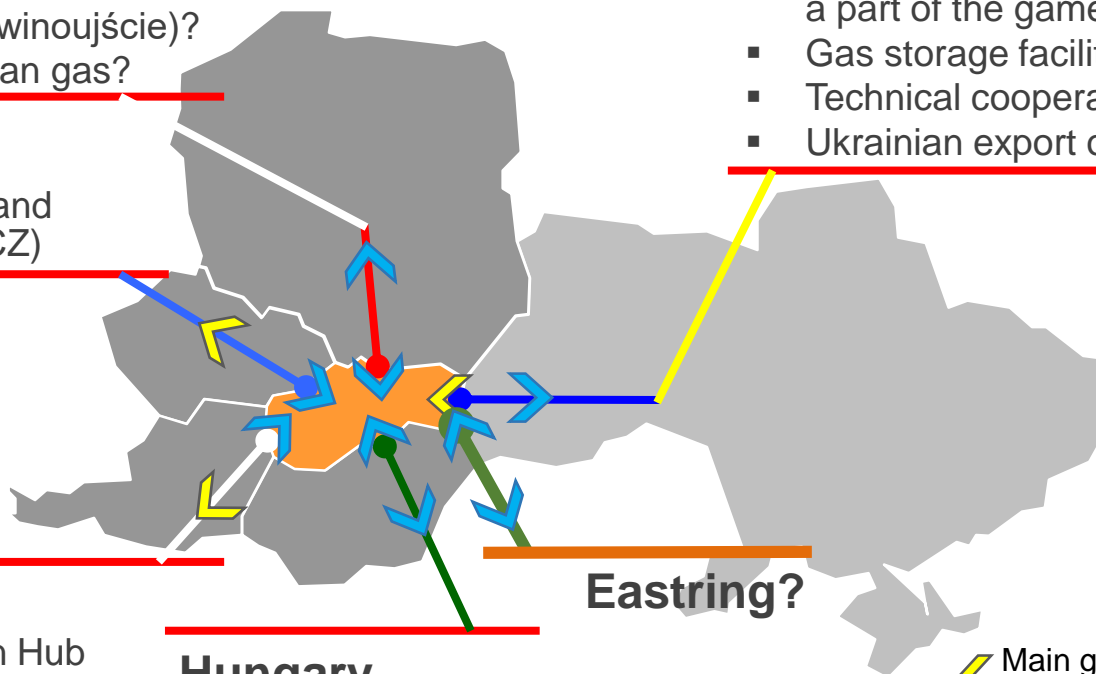 winoujście)?
an gas?
and
CZ)
a part of the game
Gas storage facilit
Technical coopera
Ukrainian export
Eastring?
Hub
Hungary
Main g